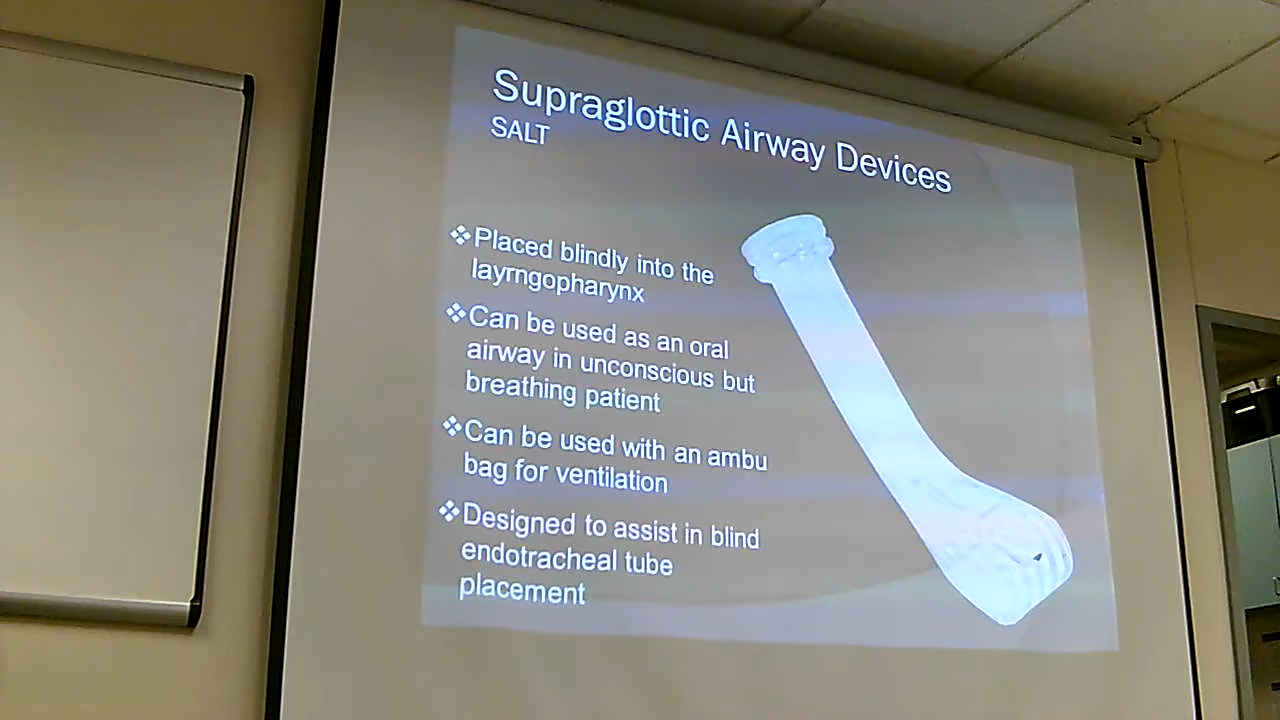 Supraglottic Airway Devices
SALT
❖Placed blindly into the
layrngopharynx
❖Can be used as an oral
airway in unconscious but
breathing patient
❖Can be used with an ambu
bag for ventilation
❖Designed to assist in blind
endotracheal tube
placement